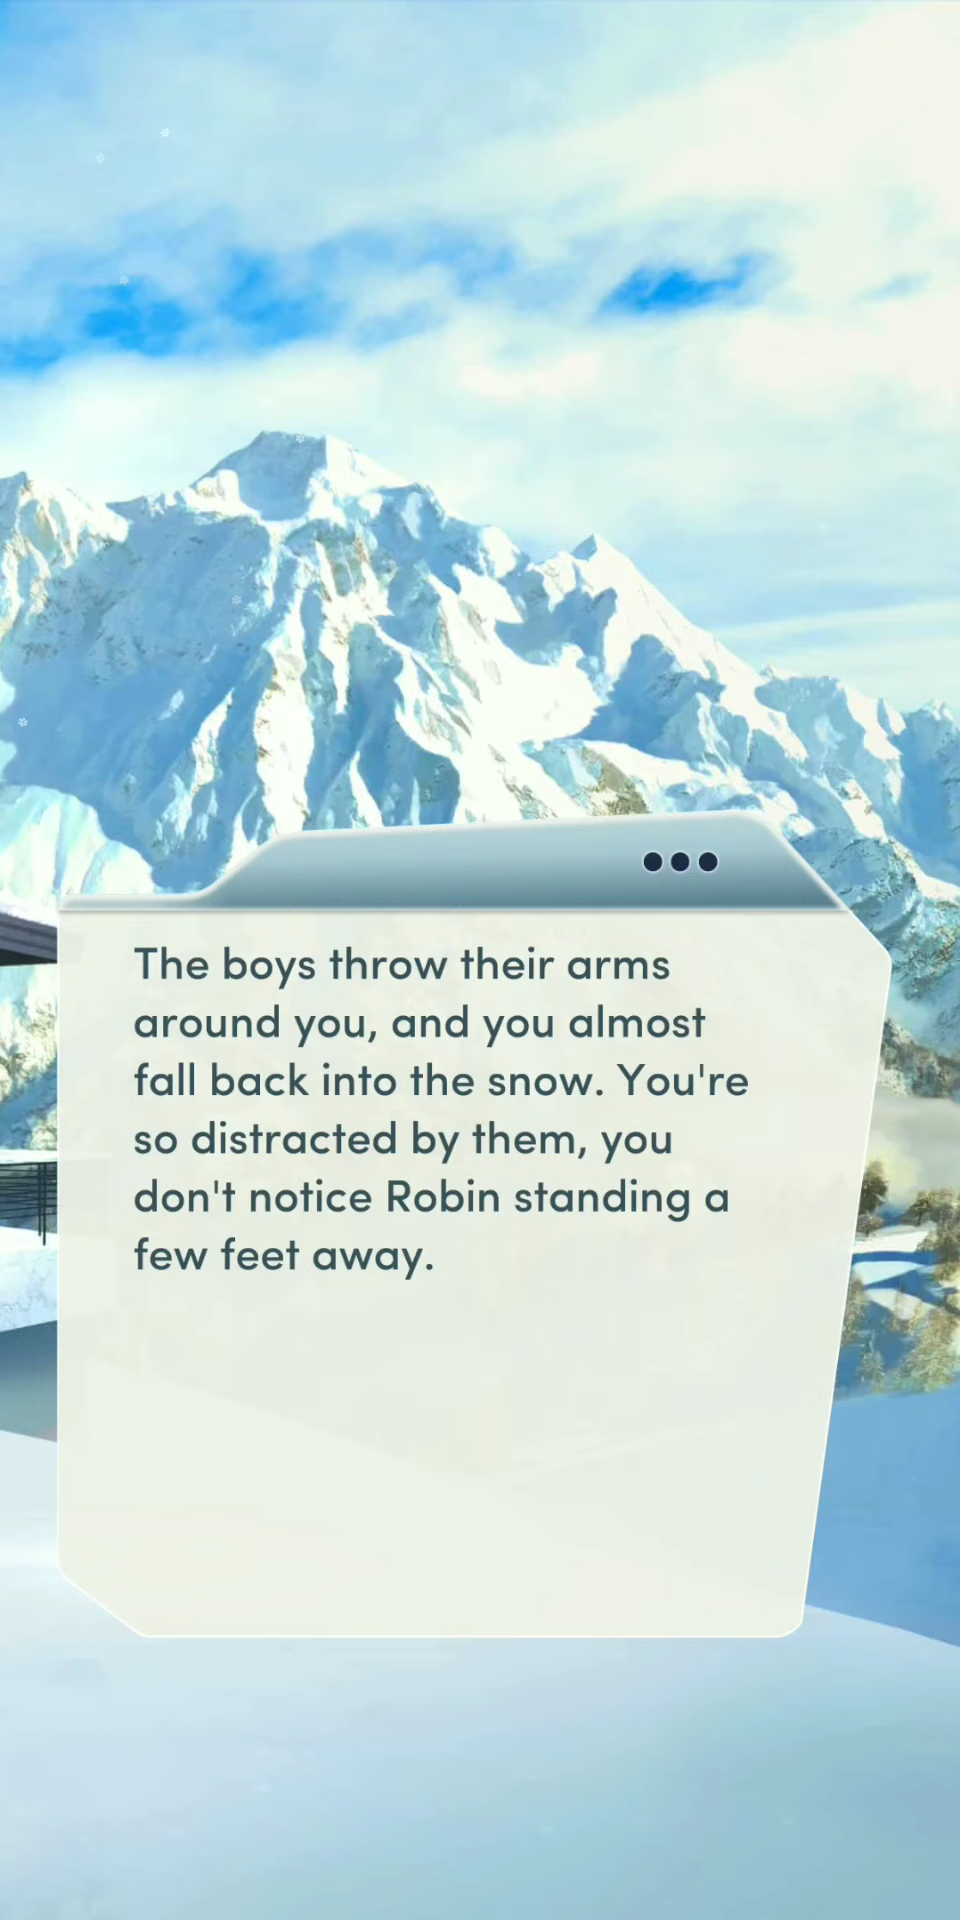 The boys throw their arms
around you, and you almost
fall back into the snow. You're
so distracted by them, you
don't notice Robin standing a
few feet away.